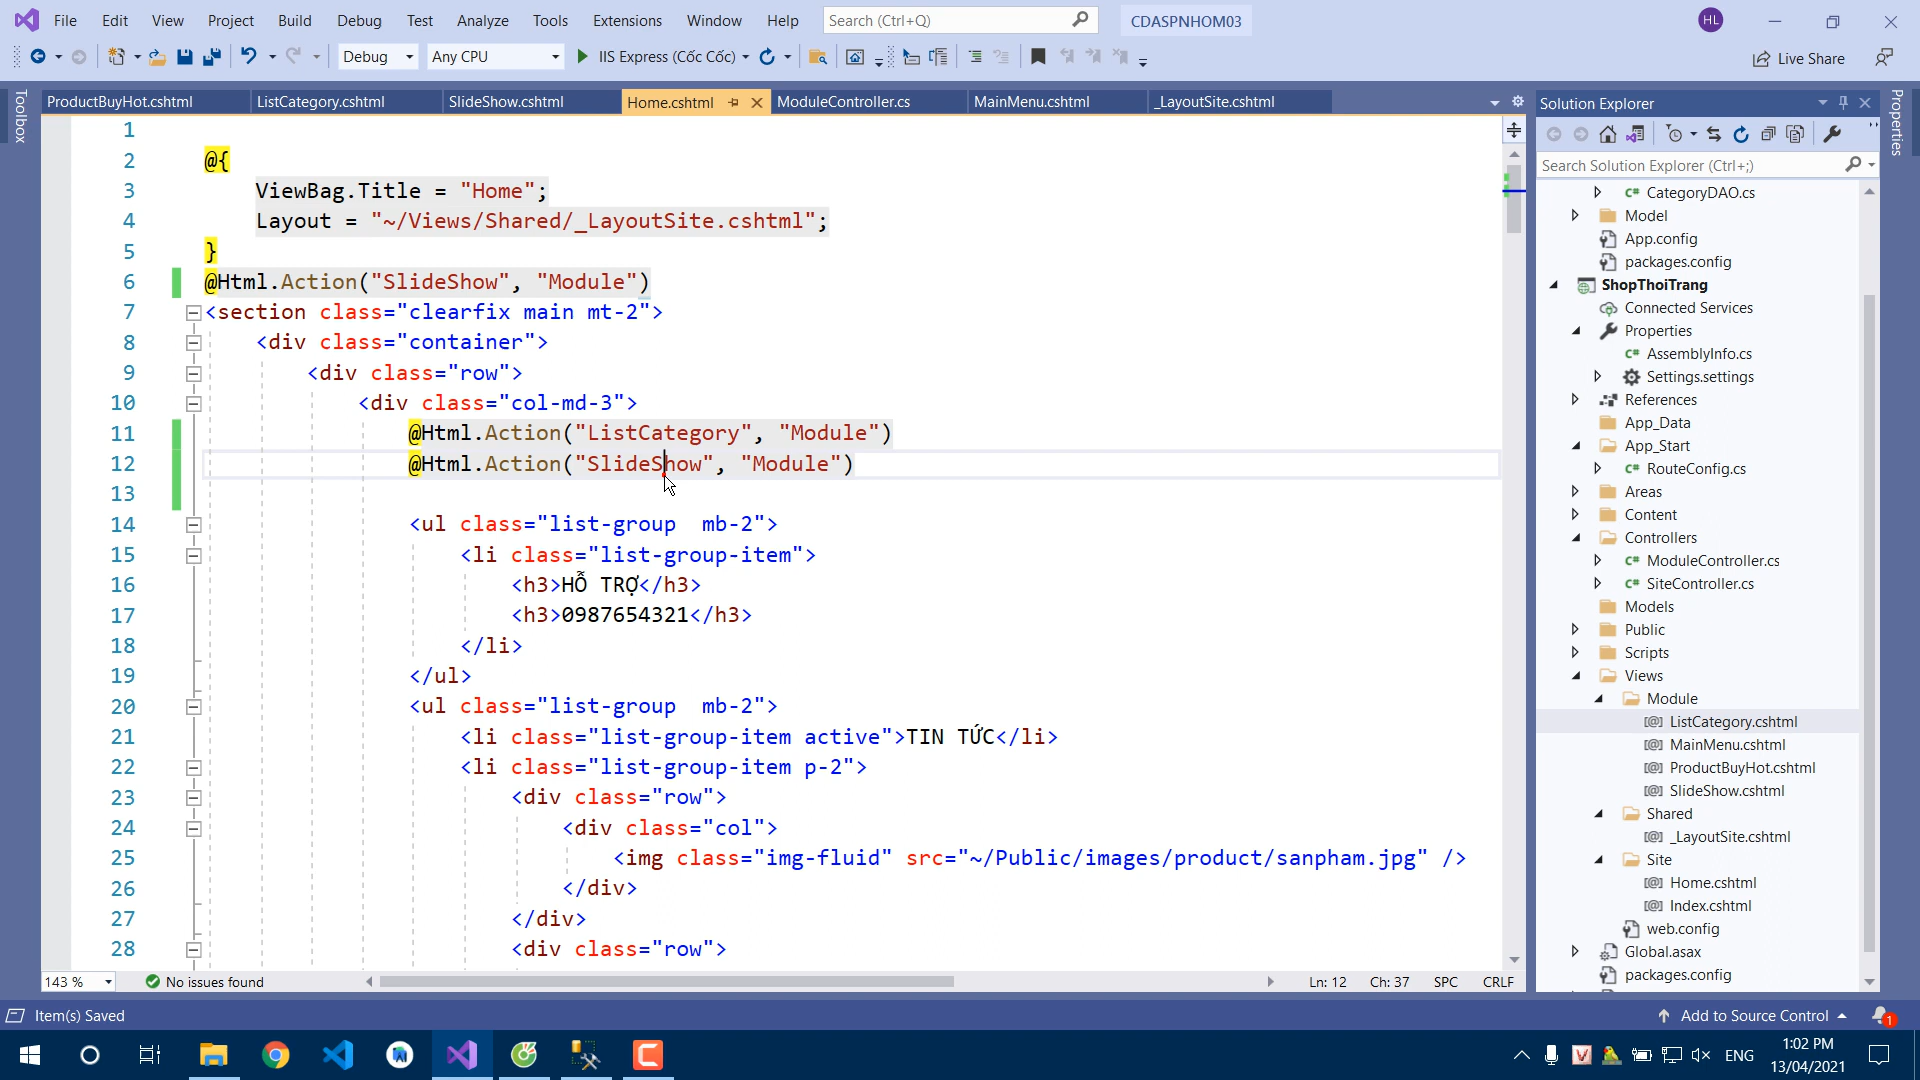 File Edit View Project Build Debug Test Analyze Tools Extensions Window Help Search (Ctrl+Q) CDASPNHOM03 HL
Debug Any CPU IIS Express (Cốc Cốc) Live Share
Toolbox
ProductBuyHot.cshtml ListCategory.cshtml SlideShow.cshtml Home.cshtml ModuleController.cs MainMenu.cshtml _LayoutSite.cshtml
1
2 @{
3 ViewBag.Title = "Home";
4 Layout = "~/Views/Shared/_LayoutSite.cshtml";
5 }
6 @Html.Action("SlideShow", "Module")
7 <section class="clearfix main mt-2">
8 <div class="container">
9 <div class="row">
10 <div class="col-md-3">
11 @Html.Action("ListCategory", "Module")
12 @Html.Action("SlideShow", "Module")
13
14 <ul class="list-group  mb-2">
15 <li class="list-group-item">
16 <h3>HỖ TRỢ</h3>
17 <h3>0987654321</h3>
18 </li>
19 </ul>
20 <ul class="list-group  mb-2">
21 <li class="list-group-item active">TIN TỨC</li>
22 <li class="list-group-item p-2">
23 <div class="row">
24 <div class="col">
25 <img class="img-fluid" src="~/Public/images/product/sanpham.jpg" />
26 </div>
27 </div>
28 <div class="row">
143 % No issues found Ln: 12 Ch: 37 SPC CRLF
Solution Explorer
Search Solution Explorer (Ctrl+;)
C# CategoryDAO.cs
Model
App.config
packages.config
ShopThoiTrang
Connected Services
Properties
C# AssemblyInfo.cs
Settings.settings
References
App_Data
App_Start
C# RouteConfig.cs
Areas
Content
Controllers
C# ModuleController.cs
C# SiteController.cs
Models
Public
Scripts
Views
Module
[@] ListCategory.cshtml
[@] MainMenu.cshtml
[@] ProductBuyHot.cshtml
[@] SlideShow.cshtml
Shared
[@] _LayoutSite.cshtml
Site
[@] Home.cshtml
[@] Index.cshtml
web.config
Global.asax
packages.config
Properties
Item(s) Saved Add to Source Control 1
ENG 1:02 PM
13/04/2021